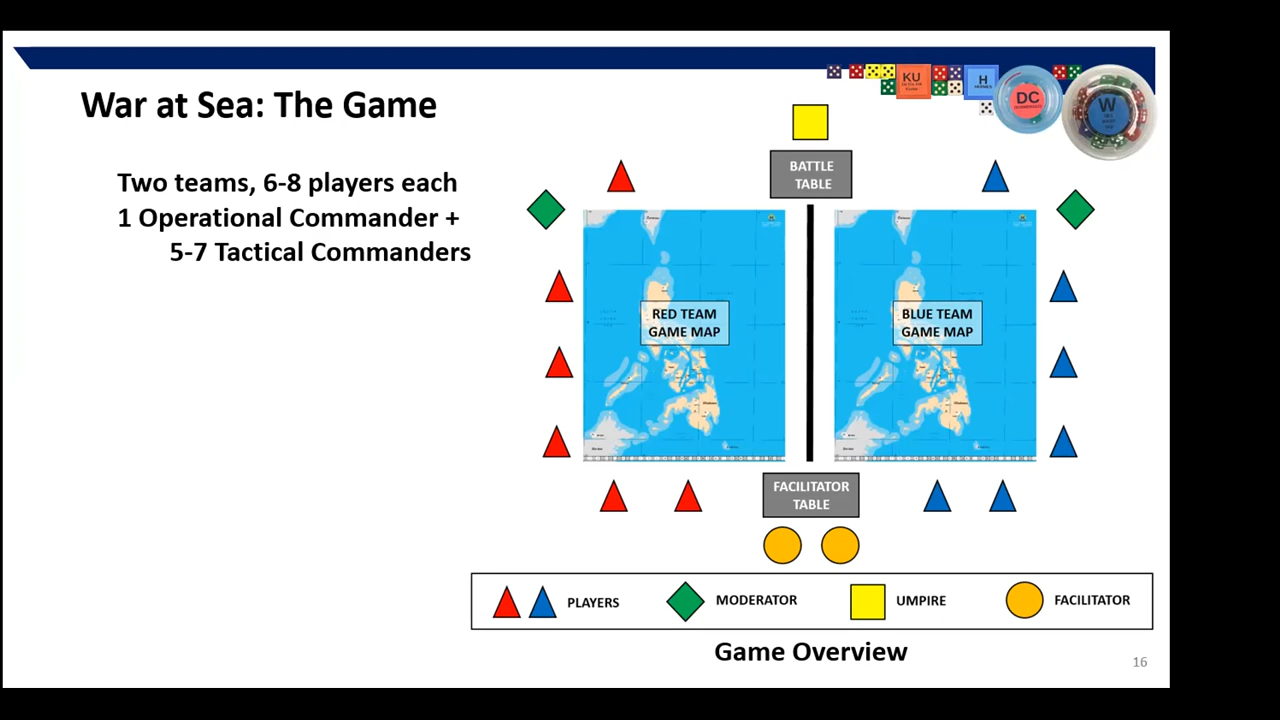 War at Sea: The Game
Two teams, 6-8 players each
1 Operational Commander +
5-7 Tactical Commanders
KU
H
DC
W
BATTLE
TABLE
RED TEAM
GAME MAP
BLUE TEAM
GAME MAP
FACILITATOR
TABLE
PLAYERS
MODERATOR
UMPIRE
FACILITATOR
Game Overview
16